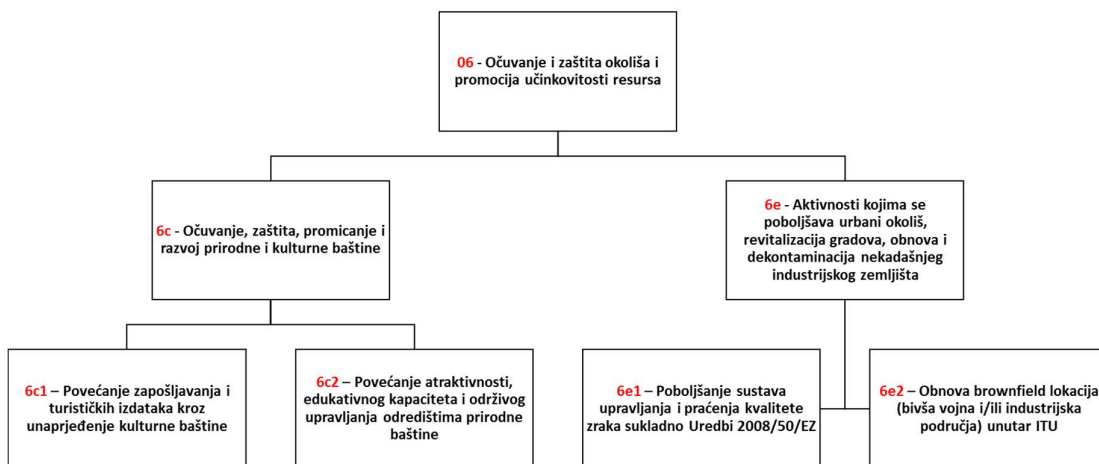 06 - Očuvanje i zaštita okoliša i
promocija učinkovitosti resursa
6c - Očuvanje, zaštita, promicanje i
razvoj prirodne i kulturne baštine
6e - Aktivnosti kojima se
poboljšava urbani okoliš,
revitalizacija gradova, obnova i
dekontaminacija nekadašnjeg
industrijskog zemljišta
6c1 – Povećanje zapošljavanja i
turističkih izdataka kroz
unaprjeđenje kulturne
baštine
6c2 – Povećanje atraktivnosti,
edukativnog kapaciteta i održivog
upravljanja odredištima prirodne
baštine
6e1 – Poboljšanje sustava
upravljanja i praćenja kvalitete
zraka sukladno Uredbi 2008/50/EZ
6e2 – Obnova brownfield lokacija
(bivša vojna i/ili industrijska
područja) unutar ITU